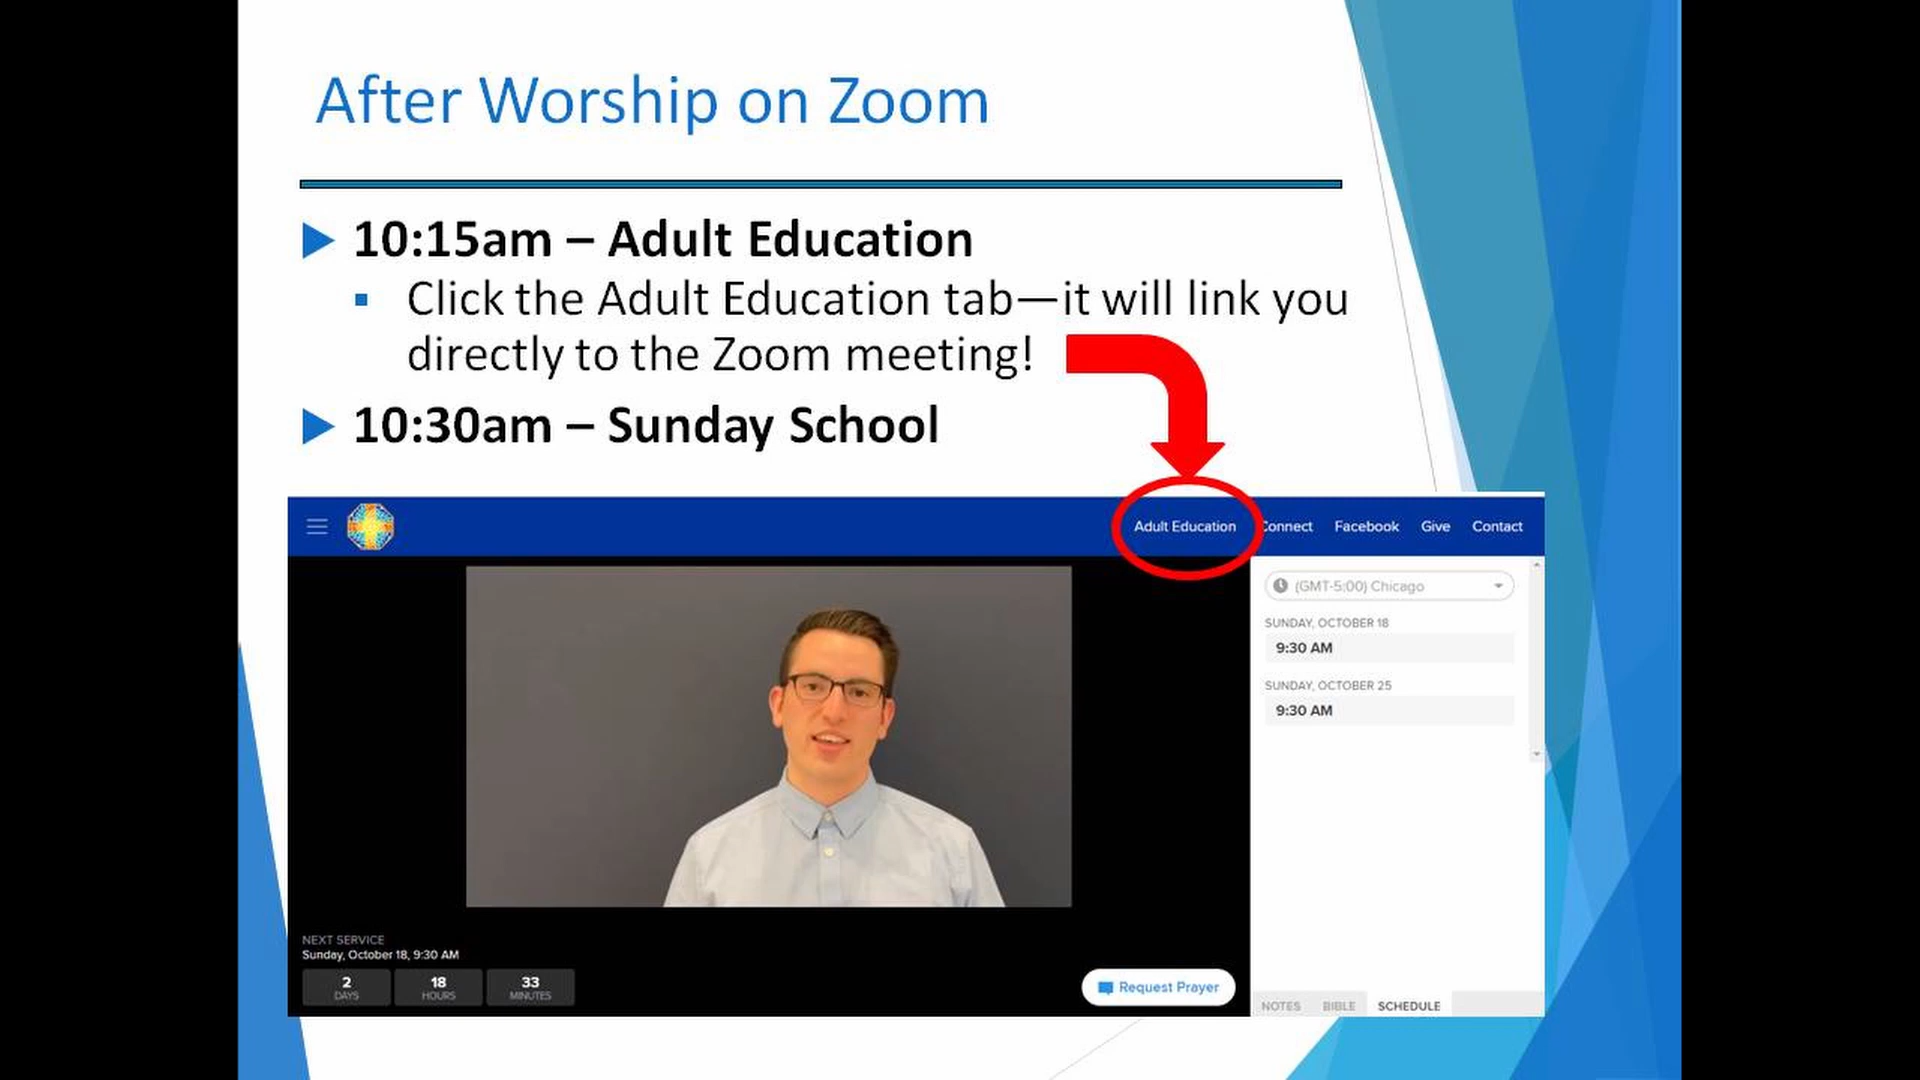 After Worship on Zoom
10:15am – Adult Education
Click the Adult Education tab—it will link you
directly to the Zoom meeting!
10:30am – Sunday School
Adult Education Connect Facebook Give Contact
(GMT-5:00) Chicago
SUNDAY, OCTOBER 18
9:30 AM
SUNDAY, OCTOBER 25
9:30 AM
NEXT SERVICE
Sunday, October 18, 9:30 AM
2 18 33
DAYS HOURS MINUTES
Request Prayer
NOTES BIBLE SCHEDULE